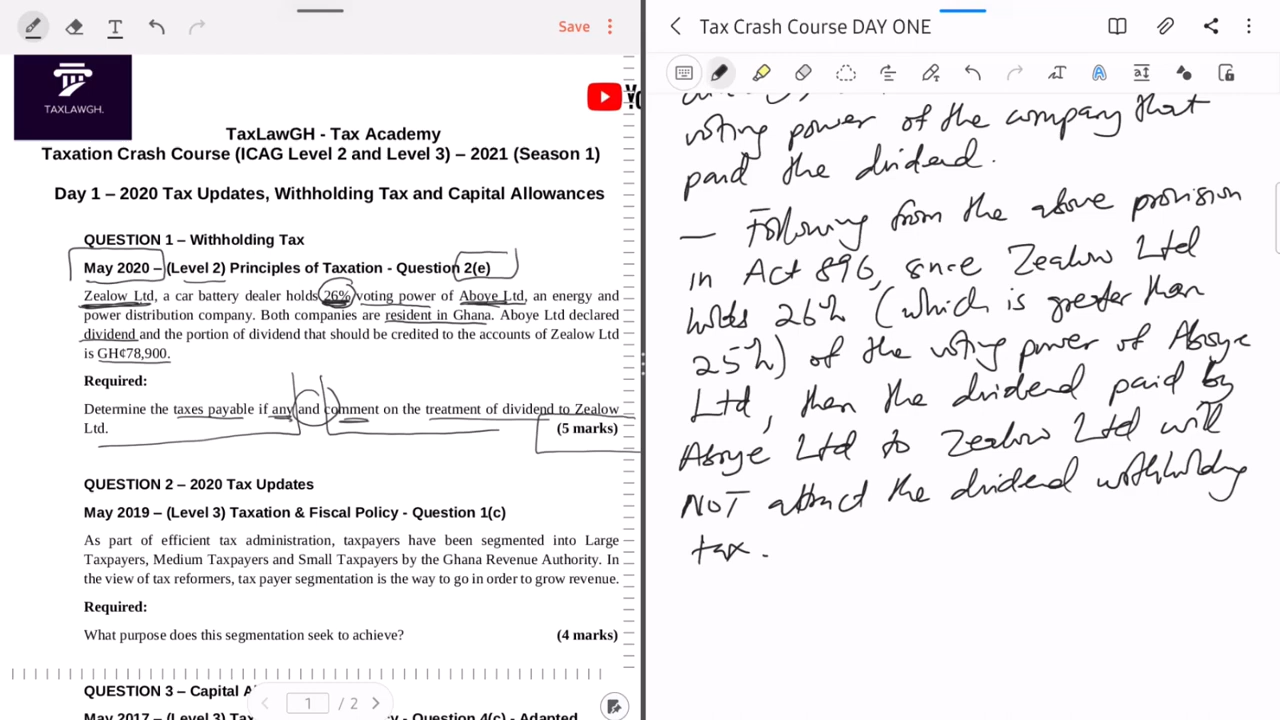 Save
Tax Crash Course DAY ONE
TAXLAWGH.
TaxLawGH - Tax Academy
Taxation Crash Course (ICAG Level 2 and Level 3) – 2021 (Season 1)
Day 1 – 2020 Tax Updates, Withholding Tax and Capital Allowances
QUESTION 1 – Withholding Tax
May 2020 – (Level 2) Principles of Taxation - Question 2(e)
Zealow Ltd, a car battery dealer holds 26% voting power of Aboye Ltd, an energy and
power distribution company. Both companies are resident in Ghana. Aboye Ltd declared
dividend and the portion of dividend that should be credited to the accounts of Zealow Ltd
is GH¢78,900.
Required:
Determine the taxes payable if any and comment on the treatment of dividend to Zealow
Ltd. (5 marks)
QUESTION 2 – 2020 Tax Updates
May 2019 – (Level 3) Taxation & Fiscal Policy - Question 1(c)
As part of efficient tax administration, taxpayers have been segmented into Large
Taxpayers, Medium Taxpayers and Small Taxpayers by the Ghana Revenue Authority. In
the view of tax reformers, tax payer segmentation is the way to go in order to grow revenue.
Required:
What purpose does this segmentation seek to achieve? (4 marks)
QUESTION 3 – Capital A
1 / 2
May 2017 – (Level 3) Tax y - Question 4(c) - Adapted
voting power of the company that
paid the dividend.
— Following from the above provision
in Act 896, since Zealow Ltd
holds 26% (which is greater than
25%) of the voting power of Aboye
Ltd, then the dividend paid by
Aboye Ltd to Zealow Ltd will
NOT attract the dividend withholding
tax.